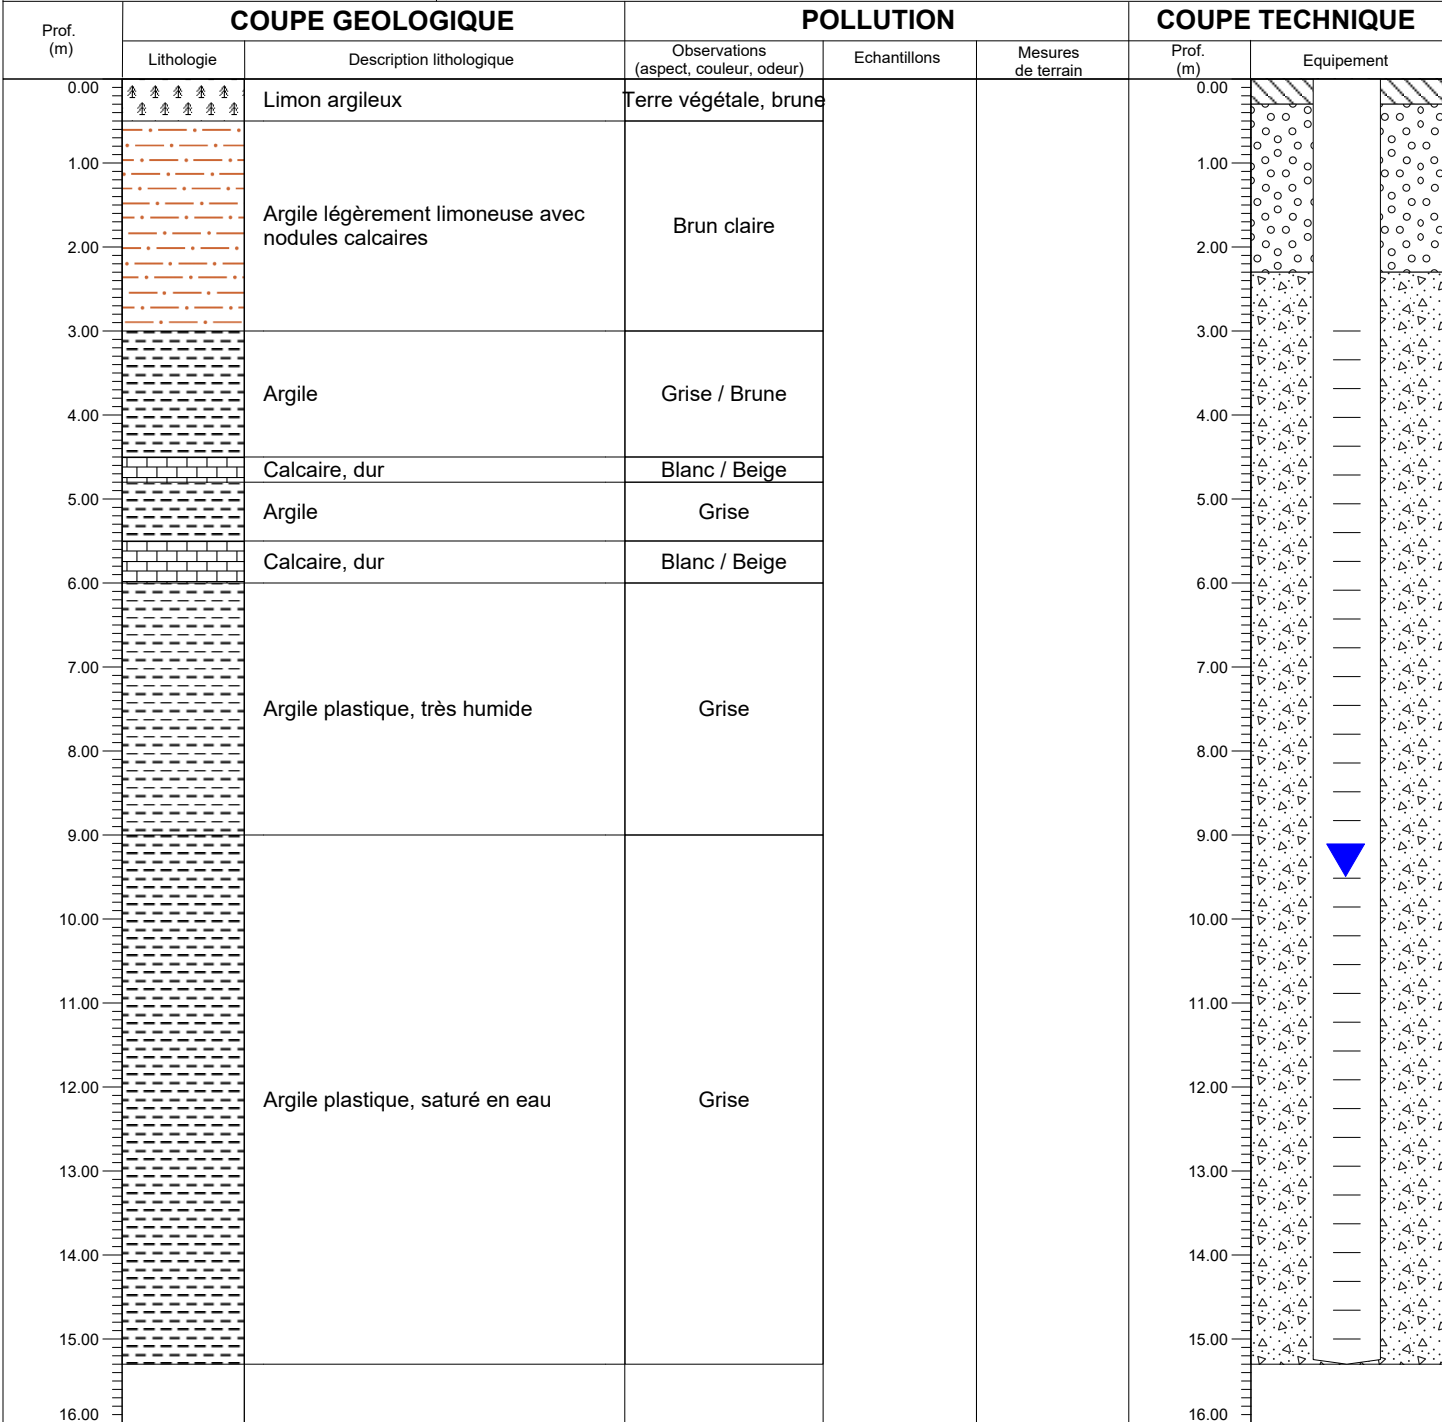 COUPE GEOLOGIQUE
POLLUTION
COUPE TECHNIQUE
Prof.
(m)
Lithologie
Description lithologique
Observations
(aspect, couleur, odeur)
Echantillons
Mesures
de terrain
Prof.
(m)
Equipement
0.00
Limon argileux
Terre végétale, brune
0.00
1.00
1.00
Argile légèrement limoneuse avec
nodules calcaires
Brun claire
2.00
2.00
3.00
3.00
Argile
Grise / Brune
4.00
4.00
Calcaire, dur
Blanc / Beige
5.00
5.00
Argile
Grise
Calcaire, dur
Blanc / Beige
6.00
6.00
7.00
7.00
Argile plastique, très humide
Grise
8.00
8.00
9.00
9.00
10.00
10.00
11.00
11.00
12.00
12.00
Argile plastique, saturé en eau
Grise
13.00
13.00
14.00
14.00
15.00
15.00
16.00
16.00